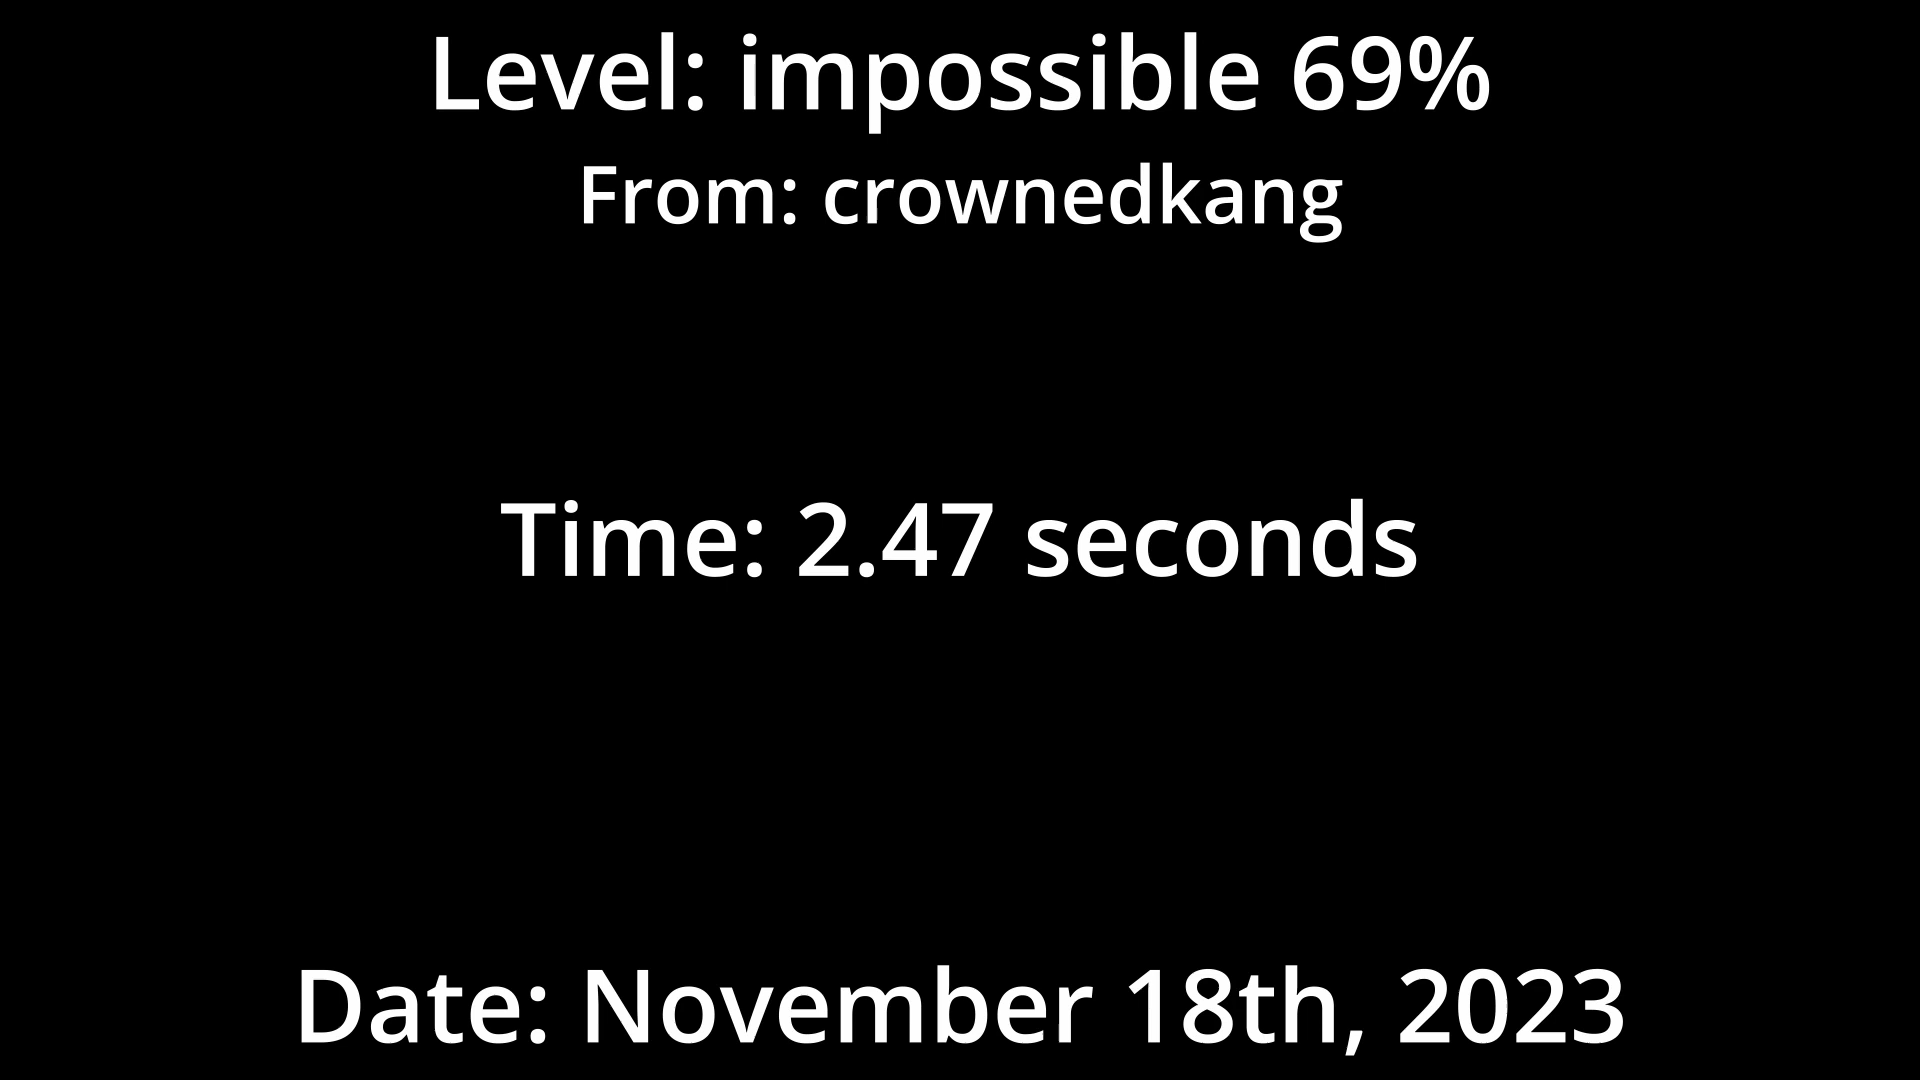 Level: impossible 69%
From: crownedkang
Time: 2.47 seconds
Date: November 18th, 2023